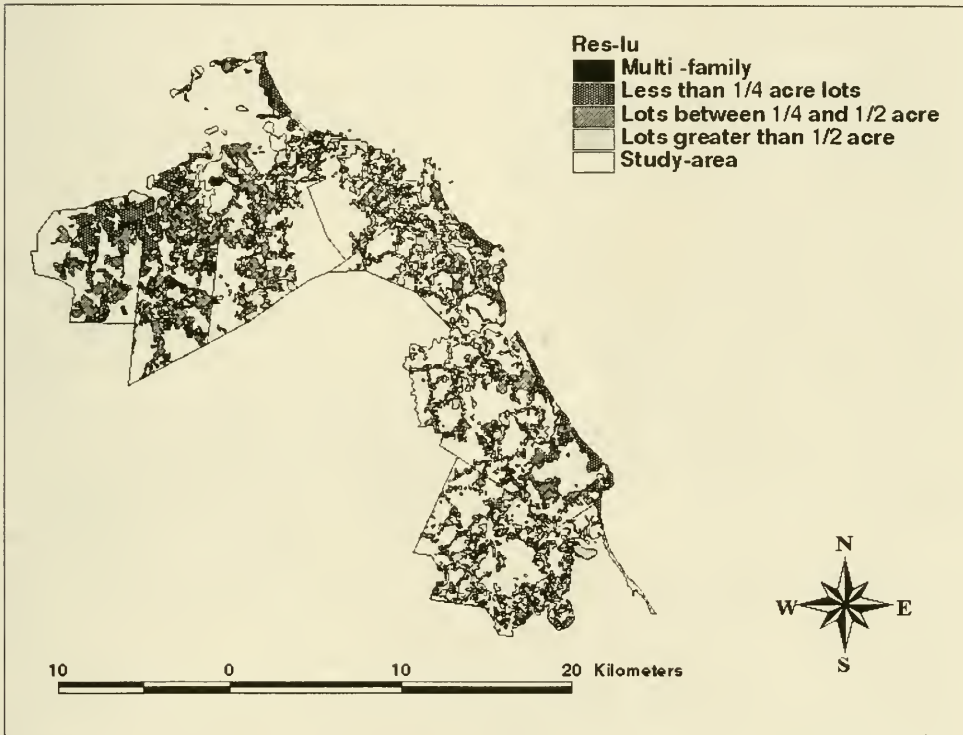 Res-lu
Multi -family
Less than 1/4 acre lots
Lots between 1/4 and 1/2 acre
Lots greater than 1/2 acre
Study-area
N
W E
S
10 0 10 20 Kilometers